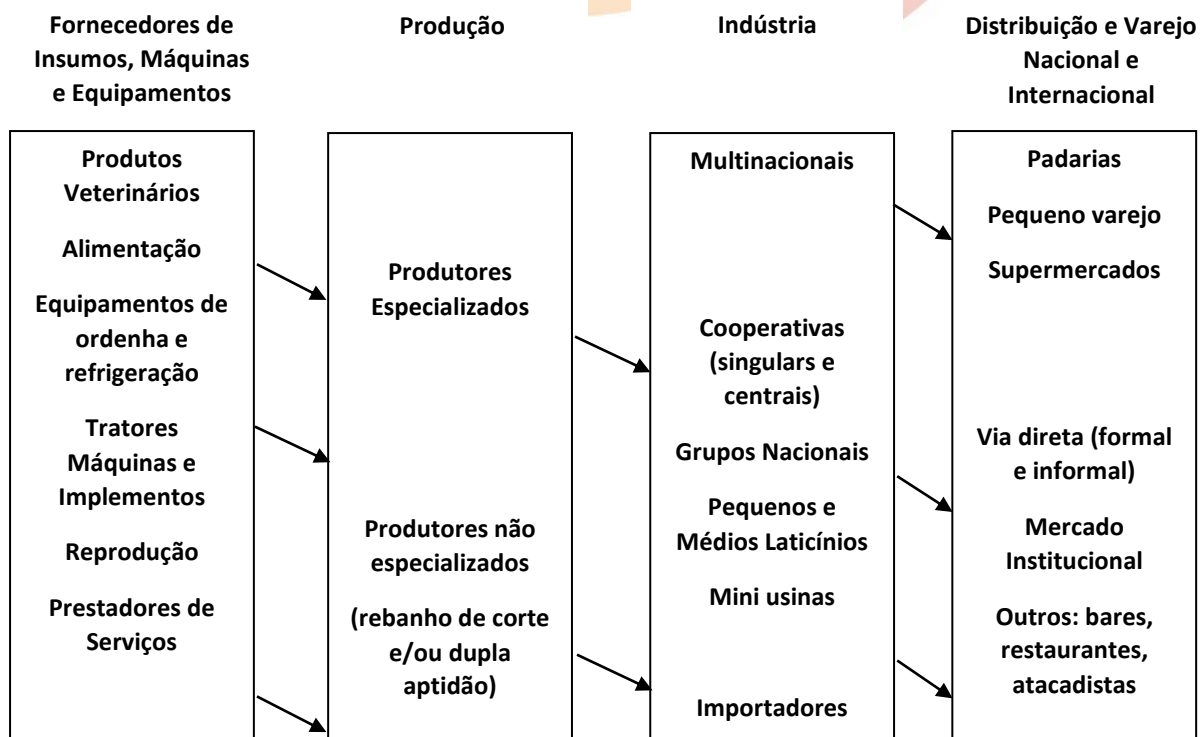 Fornecedores de
Insumos, Máquinas
e Equipamentos
Produção
Indústria
Distribuição e Varejo
Nacional e
Internacional
Produtos
Veterinários
Alimentação
Equipamentos de
ordenha e
refrigeração
Tratores
Máquinas e
Implementos
Reprodução
Prestadores de
Serviços
Produtores
Especializados
Produtores não
especializados
(rebanho de corte
e/ou dupla
aptidão)
Multinacionais
Cooperativas
(singulars e
centrais)
Grupos Nacionais
Pequenos e
Médios Laticínios
Mini usinas
Importadores
Padarias
Pequeno varejo
Supermercados
Via direta (formal
e informal)
Mercado
Institucional
Outros: bares,
restaurantes,
atacadistas